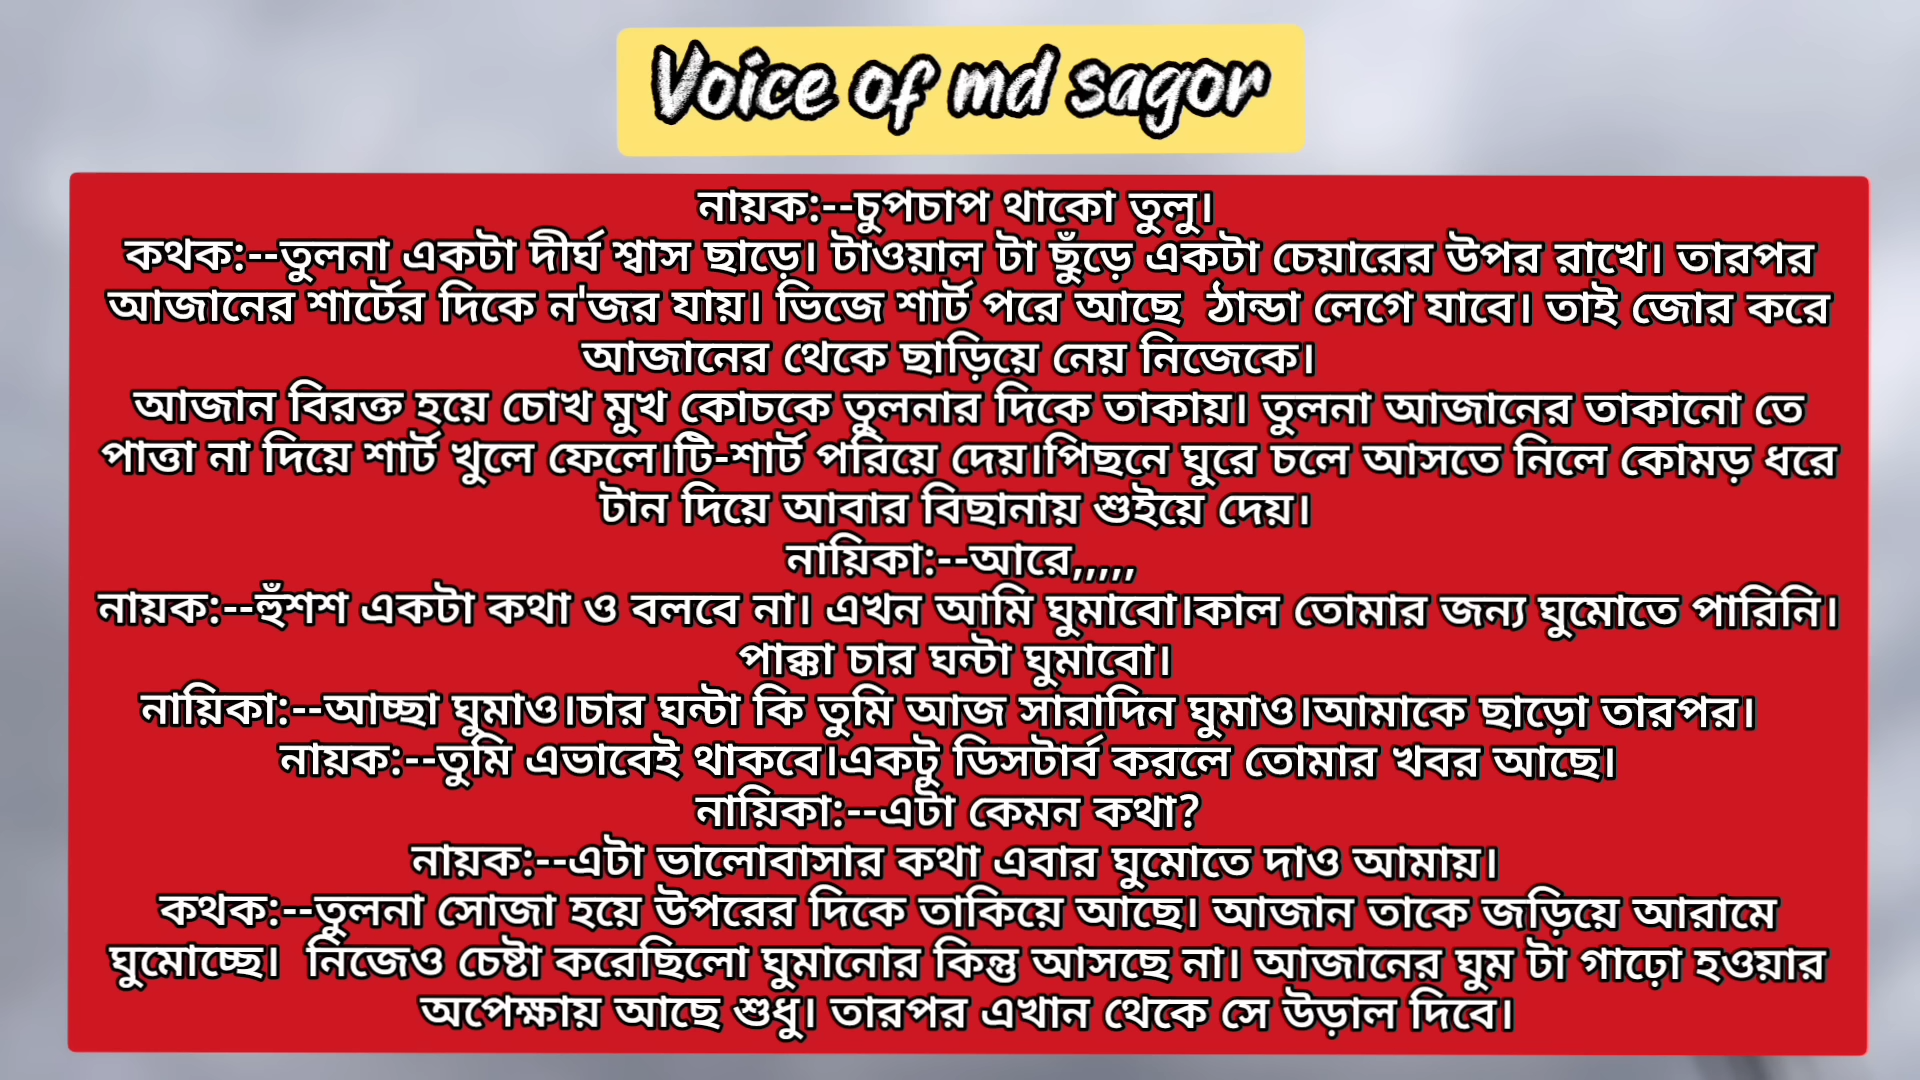 Voice of md sagor
নায়ক:--চুপচাপ থাকো তুলু।
কথক:--তুলনা একটা দীর্ঘ শ্বাস ছাড়ে। টাওয়াল টা ছুঁড়ে একটা চেয়ারের উপর রাখে। তারপর
আজানের শার্টের দিকে ন'জর যায়। ভিজে শার্ট পরে আছে  ঠান্ডা লেগে যাবে। তাই জোর করে
আজানের থেকে ছাড়িয়ে নেয় নিজেকে।
আজান বিরক্ত হয়ে চোখ মুখ কোচকে তুলনার দিকে তাকায়। তুলনা আজানের তাকানো তে
পাত্তা না দিয়ে শার্ট খুলে ফেলে।টি-শার্ট পরিয়ে দেয়।পিছনে ঘুরে চলে আসতে নিলে কোমড় ধরে
টান দিয়ে আবার বিছানায় শুইয়ে দেয়।
নায়িকা:--আরে,,,,,
নায়ক:--হুঁশশ একটা কথা ও বলবে না। এখন আমি ঘুমাবো।কাল তোমার জন্য ঘুমোতে পারিনি।
পাক্কা চার ঘন্টা ঘুমাবো।
নায়িকা:--আচ্ছা ঘুমাও।চার ঘন্টা কি তুমি আজ সারাদিন ঘুমাও।আমাকে ছাড়ো তারপর।
নায়ক:--তুমি এভাবেই থাকবে।একটু ডিসটার্ব করলে তোমার খবর আছে।
নায়িকা:--এটা কেমন কথা?
নায়ক:--এটা ভালোবাসার কথা এবার ঘুমোতে দাও আমায়।
কথক:--তুলনা সোজা হয়ে উপরের দিকে তাকিয়ে আছে। আজান তাকে জড়িয়ে আরামে
ঘুমোচ্ছে।  নিজেও চেষ্টা করেছিলো ঘুমানোর কিন্তু আসছে না। আজানের ঘুম টা গাঢ়ো হওয়ার
অপেক্ষায় আছে শুধু। তারপর এখান থেকে সে উড়াল দিবে।